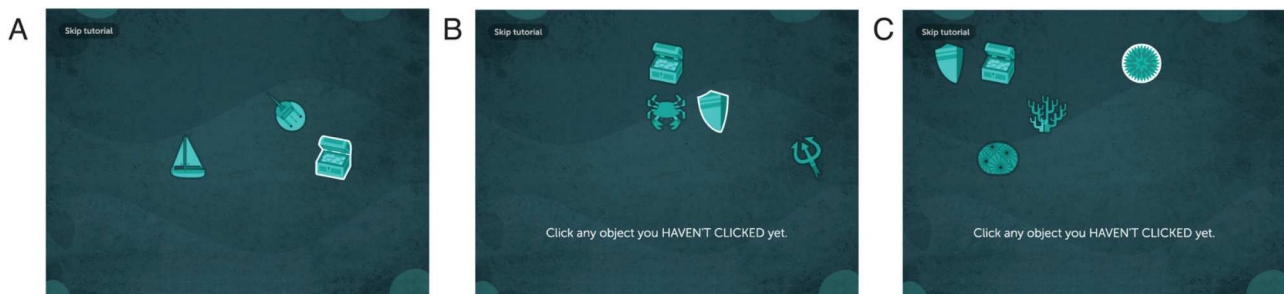 A
Skip tutorial
B
Skip tutorial
Click any object you HAVEN'T CLICKED yet.
C
Skip tutorial
Click any object you HAVEN'T CLICKED yet.